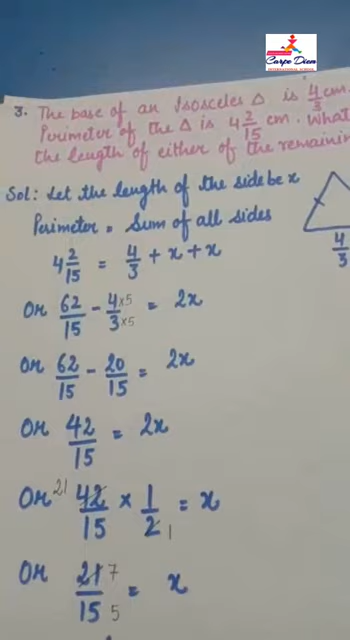 Carpe Diem
INTERNATIONAL SCHOOL
3. The base of an Isosceles Δ is 4/3 cm.
Perimeter of the Δ is 4 2/15 cm. What
the length of either of the remaining
Sol: Let the length of the side be x
Perimeter = Sum of all sides
4 2/15 = 4/3 + x + x
4/3
Or 62/15 - 4×5/3×5 = 2x
Or 62/15 - 20/15 = 2x
Or 42/15 = 2x
Or 21 42/15 × 1/2 1 = x
Or 21 7/15 5 = x